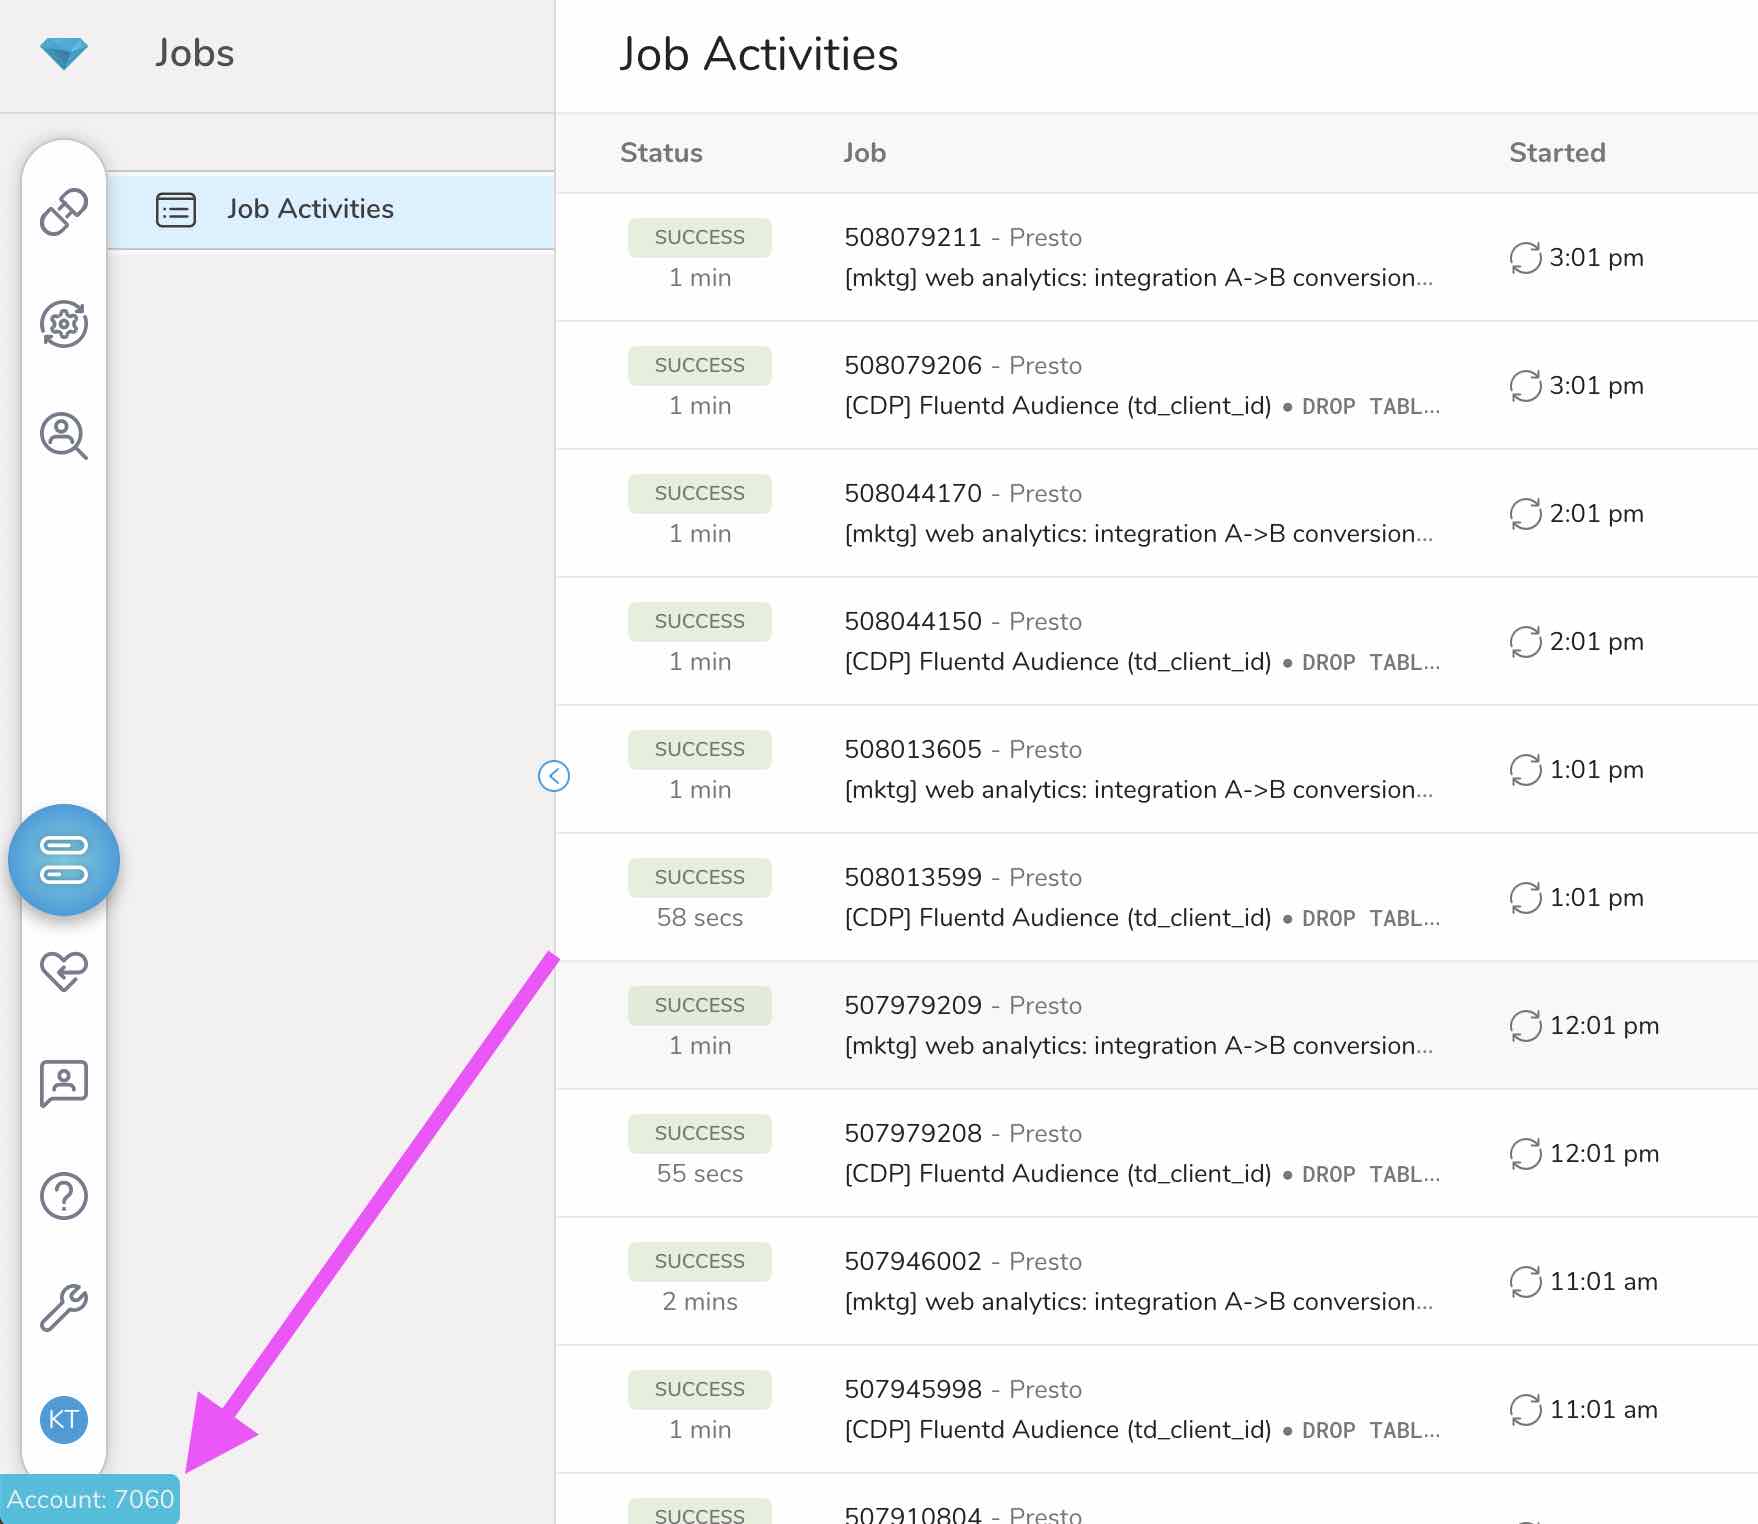 Jobs
Job Activities
Job Activities
Status Job Started
SUCCESS 508079211 - Presto
1 min [mktg] web analytics: integration A->B conversion... 3:01 pm
SUCCESS 508079206 - Presto
1 min [CDP] Fluentd Audience (td_client_id) • DROP TABL... 3:01 pm
SUCCESS 508044170 - Presto
1 min [mktg] web analytics: integration A->B conversion... 2:01 pm
SUCCESS 508044150 - Presto
1 min [CDP] Fluentd Audience (td_client_id) • DROP TABL... 2:01 pm
SUCCESS 508013605 - Presto
1 min [mktg] web analytics: integration A->B conversion... 1:01 pm
SUCCESS 508013599 - Presto
58 secs [CDP] Fluentd Audience (td_client_id) • DROP TABL... 1:01 pm
SUCCESS 507979209 - Presto
1 min [mktg] web analytics: integration A->B conversion... 12:01 pm
SUCCESS 507979208 - Presto
55 secs [CDP] Fluentd Audience (td_client_id) • DROP TABL... 12:01 pm
SUCCESS 507946002 - Presto
2 mins [mktg] web analytics: integration A->B conversion... 11:01 am
SUCCESS 507945998 - Presto
1 min [CDP] Fluentd Audience (td_client_id) • DROP TABL... 11:01 am
SUCCESS 507910804 - Presto
KT
Account: 7060